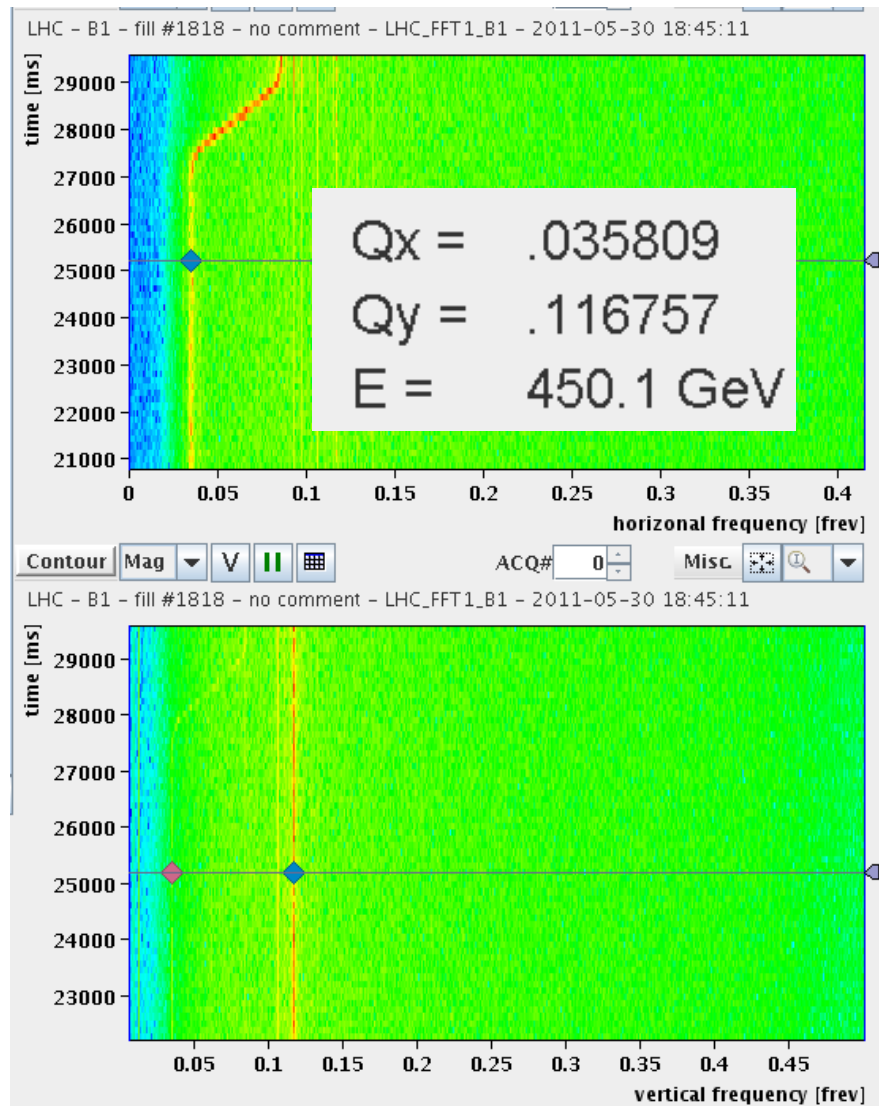 LHC - B1 - fill #1818 - no comment - LHC_FFT1_B1 - 2011-05-30 18:45:11
time [ms]
29000
28000
27000
26000
25000
24000
23000
22000
21000
Qx = .035809
Qy = .116757
E = 450.1 GeV
0 0.05 0.1 0.15 0.2 0.25 0.3 0.35 0.4
horizonal frequency [frev]
Contour Mag V ACQ# 0 Misc.
LHC - B1 - fill #1818 - no comment - LHC_FFT1_B1 - 2011-05-30 18:45:11
time [ms]
29000
28000
27000
26000
25000
24000
23000
0.05 0.1 0.15 0.2 0.25 0.3 0.35 0.4 0.45
vertical frequency [frev]